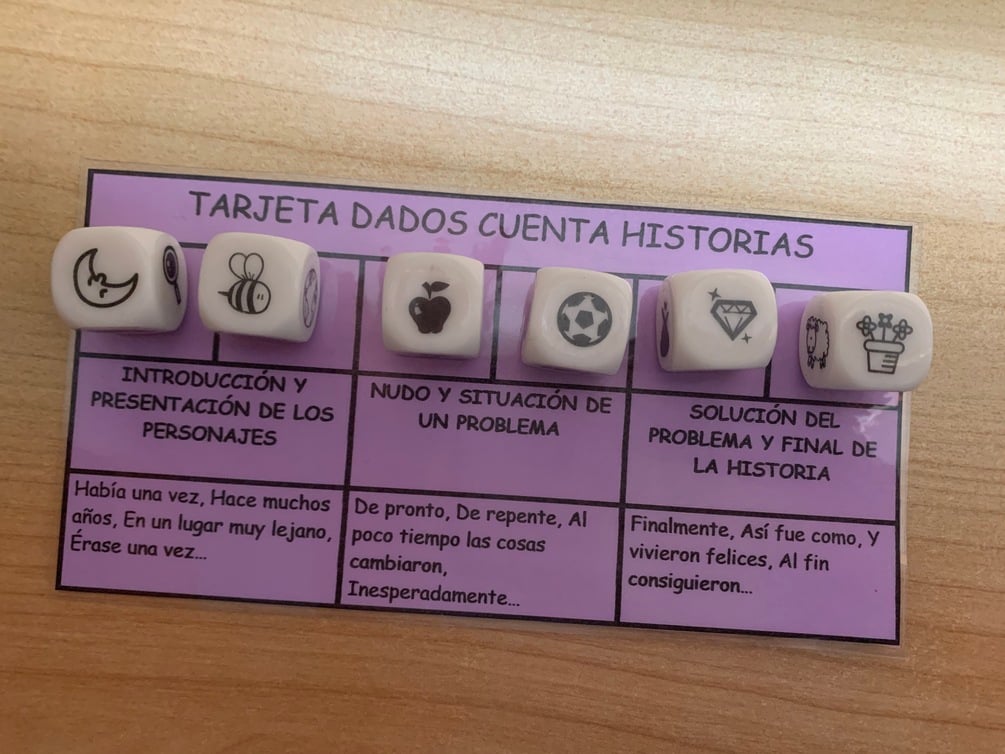 TARJETA DADOS CUENTA HISTORIAS
INTRODUCCIÓN Y
PRESENTACIÓN DE LOS
PERSONAJES
NUDO Y SITUACIÓN DE
UN PROBLEMA
SOLUCIÓN DEL
PROBLEMA Y FINAL DE
LA HISTORIA
Había una vez, Hace muchos
años, En un lugar muy lejano,
Érase una vez...
De pronto, De repente, Al
poco tiempo las cosas
cambiaron,
Inesperadamente...
Finalmente, Así fue como, Y
vivieron felices, Al fin
consiguieron...